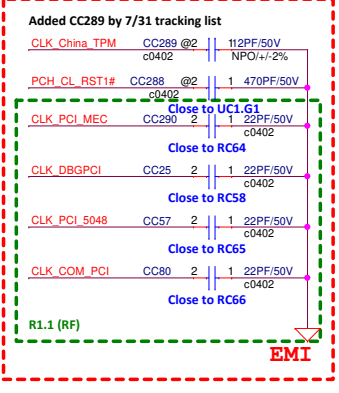 Added CC289 by 7/31 tracking list
CLK_China_TPM CC289 @2 1 12PF/50V
c0402 NPO/+/-2%
PCH_CL_RST1# CC288 @2 1 470PF/50V
c0402
Close to UC1.G1
CLK_PCI_MEC CC290 2 1 22PF/50V
c0402
Close to RC64
CLK_DBGPCI CC25 2 1 22PF/50V
c0402
Close to RC58
CLK_PCI_5048 CC57 2 1 22PF/50V
c0402
Close to RC65
CLK_COM_PCI CC80 2 1 22PF/50V
c0402
Close to RC66
R1.1 (RF)
EMI